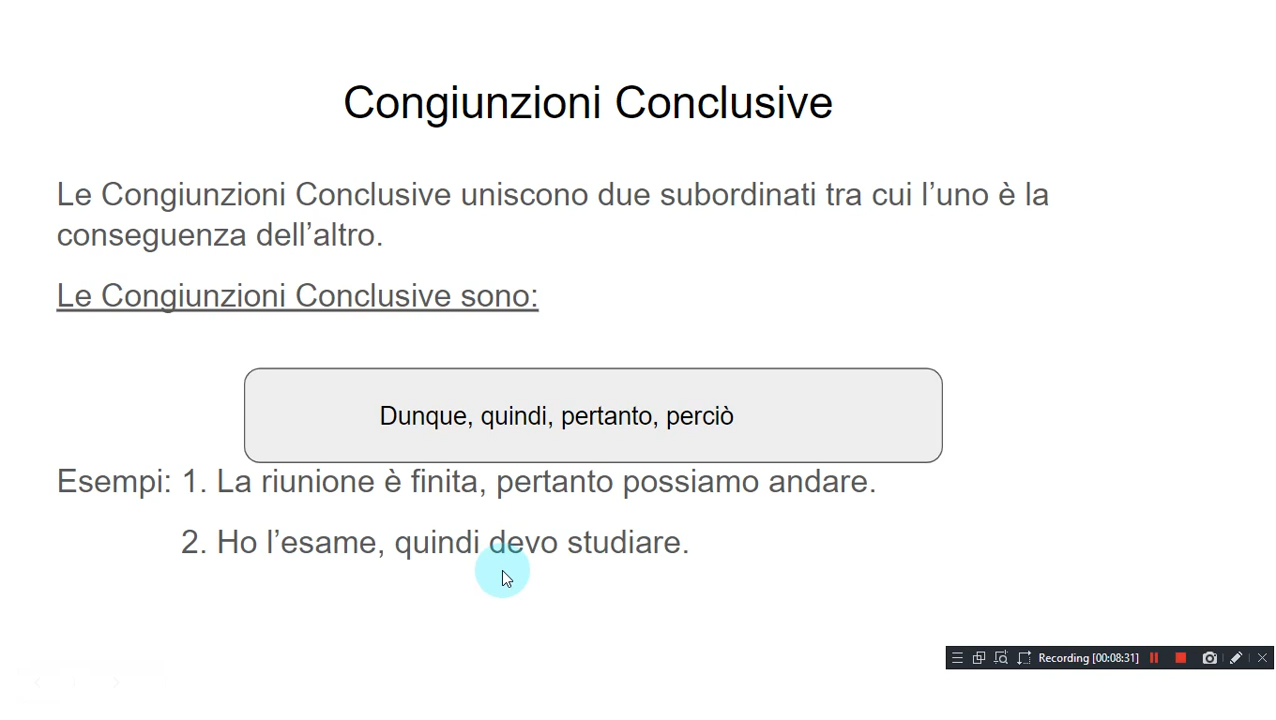 Congiunzioni Conclusive
Le Congiunzioni Conclusive uniscono due subordinati tra cui l’uno è la
conseguenza dell’altro.
Le Congiunzioni Conclusive sono:
Dunque, quindi, pertanto, perciò
Esempi: 1. La riunione è finita, pertanto possiamo andare.
2. Ho l’esame, quindi devo studiare.
Recording [00:08:31]